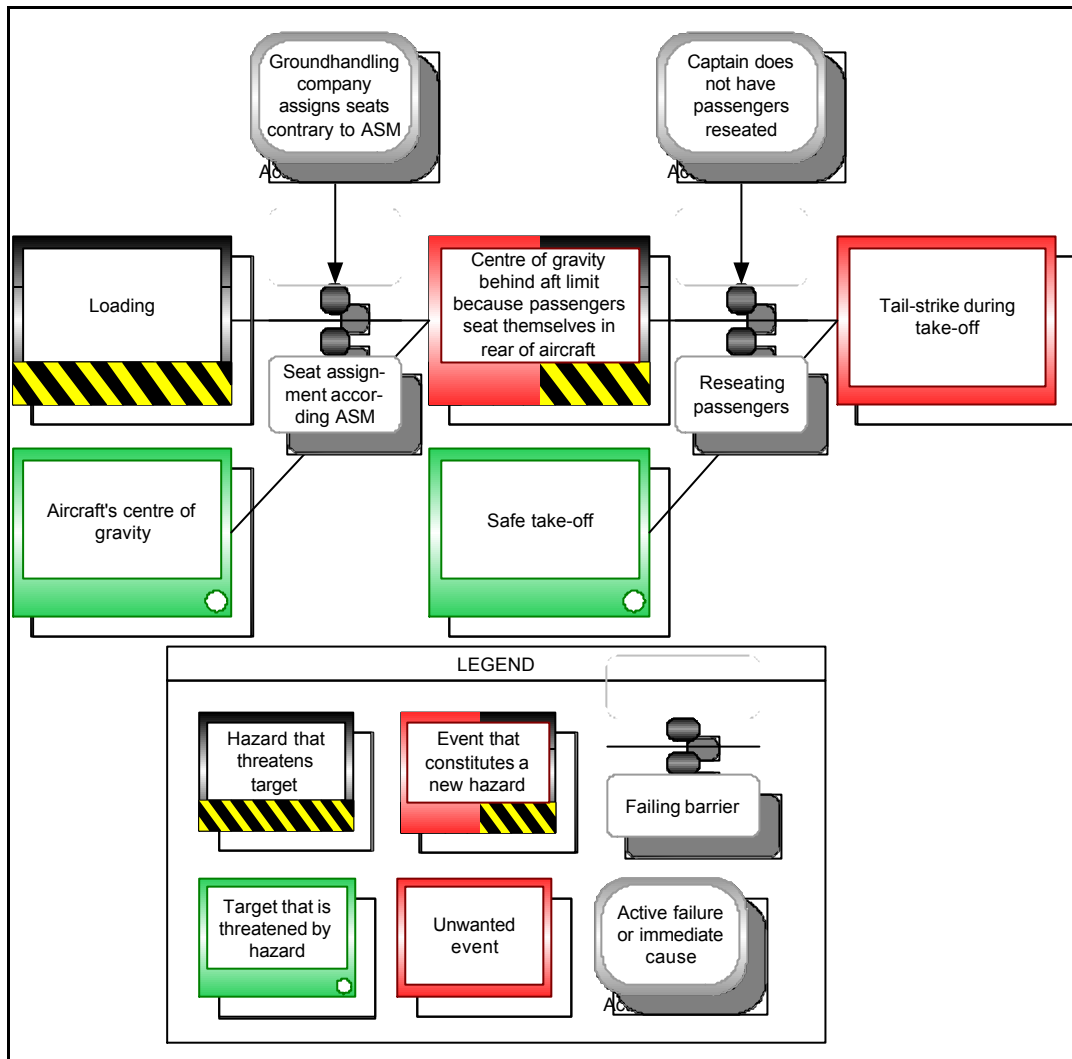 Groundhandling
company
assigns seats
contrary to ASM
Ac
Captain does
not have
passengers
reseated
Ac
Loading
Seat assign-
ment accor-
ding ASM
Centre of gravity
behind aft limit
because passengers
seat themselves in
rear of aircraft
Reseating
passengers
Tail-strike during
take-off
Aircraft's centre of
gravity
Safe take-off
LEGEND
Hazard that
threatens
target
Event that
constitutes a
new hazard
Failing barrier
Target that is
threatened by
hazard
Unwanted
event
Active failure
or immediate
cause
Ac